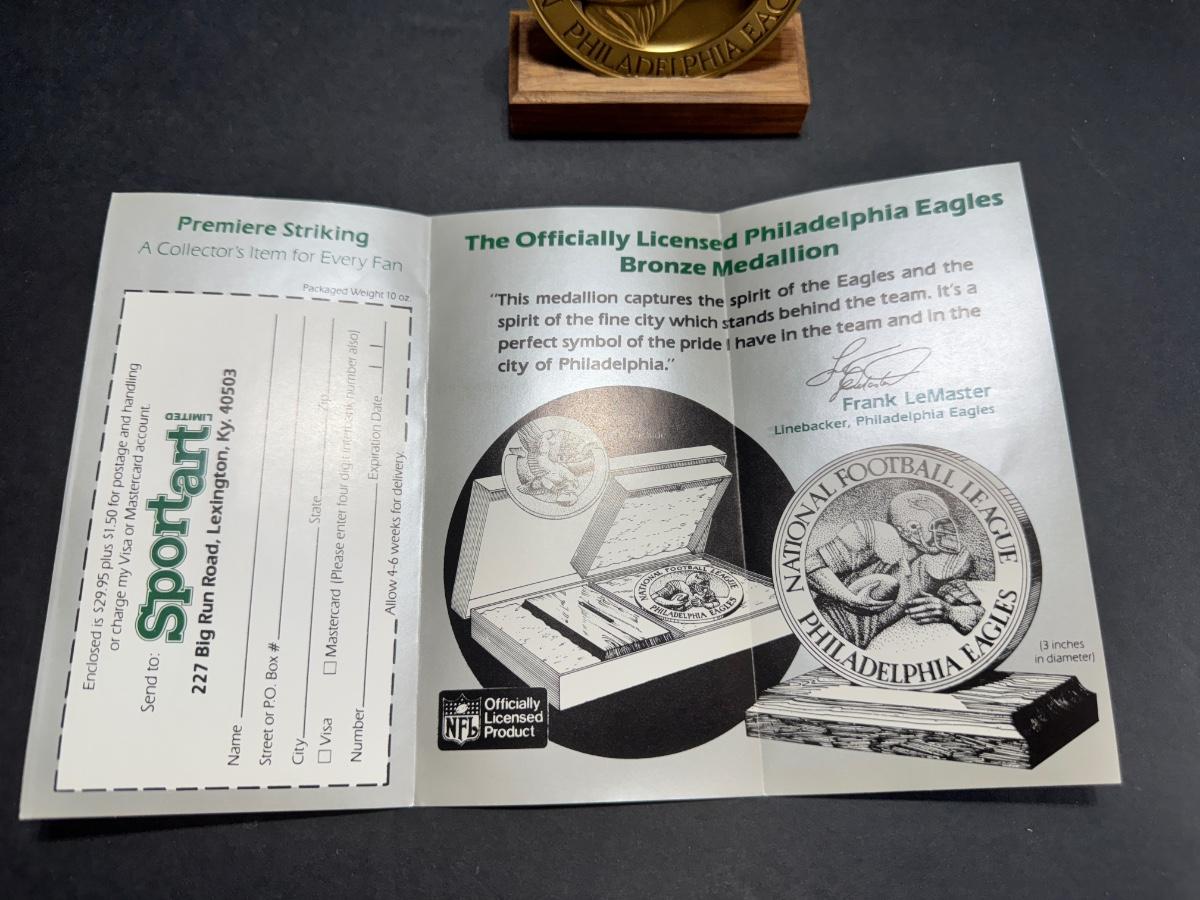 N PHILADELPHIA EAG
Premiere Striking
A Collector's Item for Every Fan
Packaged Weight 10 oz.
Enclosed is $29.95 plus $1.50 for postage and handling
or charge my Visa or Mastercard account.
Send to:
Sportart
LIMITED
227 Big Run Road, Lexington, Ky. 40503
Name
Street or P.O. Box #
City State Zip
Visa Mastercard (Please enter four digit interbank number also)
Number Expiration Date
Allow 4-6 weeks for delivery.
The Officially Licensed Philadelphia Eagles
Bronze Medallion
"This medallion captures the spirit of the Eagles and the
spirit of the fine city which stands behind the team. It's a
perfect symbol of the pride I have in the team and in the
city of Philadelphia."
Frank LeMaster
Linebacker, Philadelphia Eagles
NATIONAL FOOTBALL LEAGUE
PHILADELPHIA EAGLES
NATIONAL FOOTBALL LEAGUE
PHILADELPHIA EAGLES
(3 inches
in diameter)
NFL
Officially
Licensed
Product